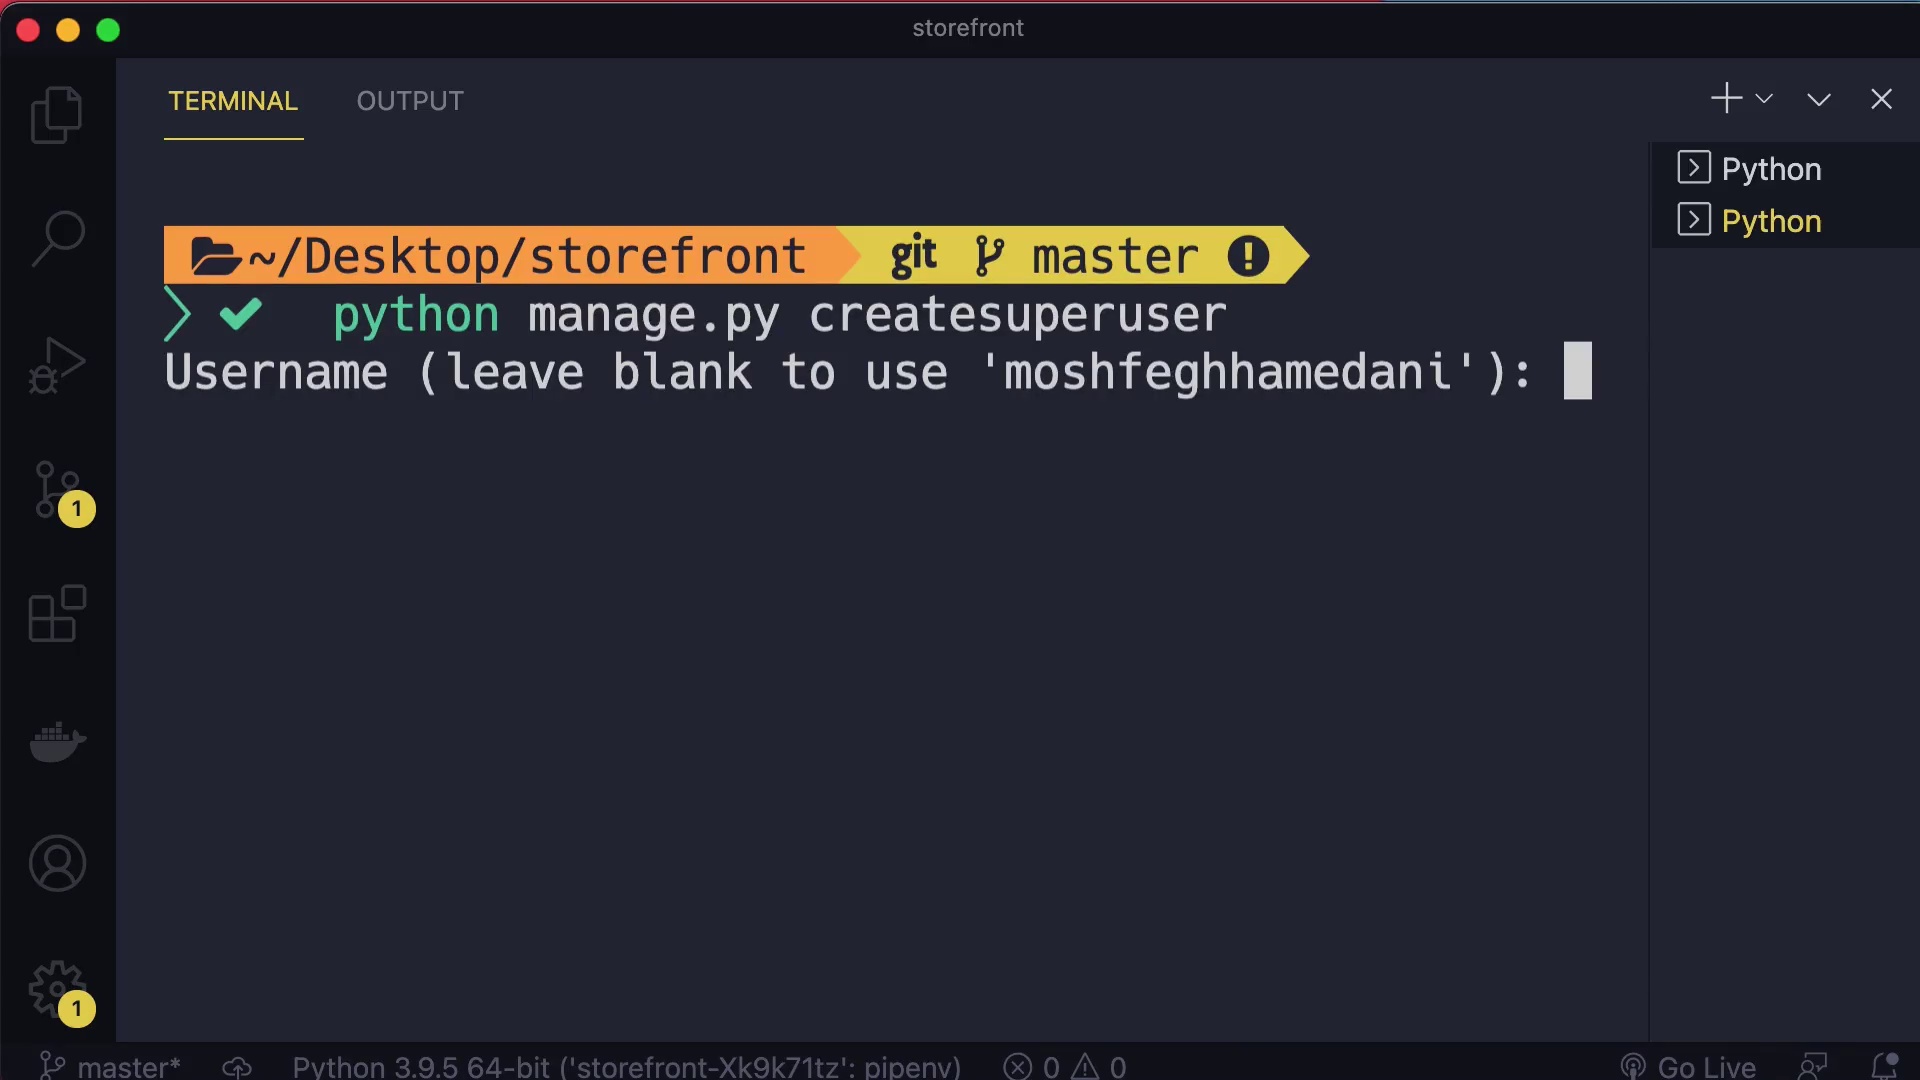 storefront
TERMINAL OUTPUT
Python
Python
~/Desktop/storefront git master
python manage.py createsuperuser
Username (leave blank to use 'moshfeghhamedani'):
1
1
master* Python 3.9.5 64-bit ('storefront-Xk9k71tz': pipenv) 0 0 Go Live